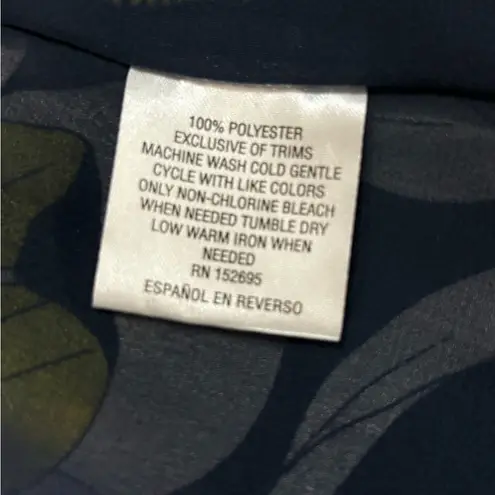 100% POLYESTER
EXCLUSIVE OF TRIMS
MACHINE WASH COLD GENTLE
CYCLE WITH LIKE COLORS
ONLY NON-CHLORINE BLEACH
WHEN NEEDED TUMBLE DRY
LOW WARM IRON WHEN
NEEDED
RN 152695
ESPAÑOL EN REVERSO